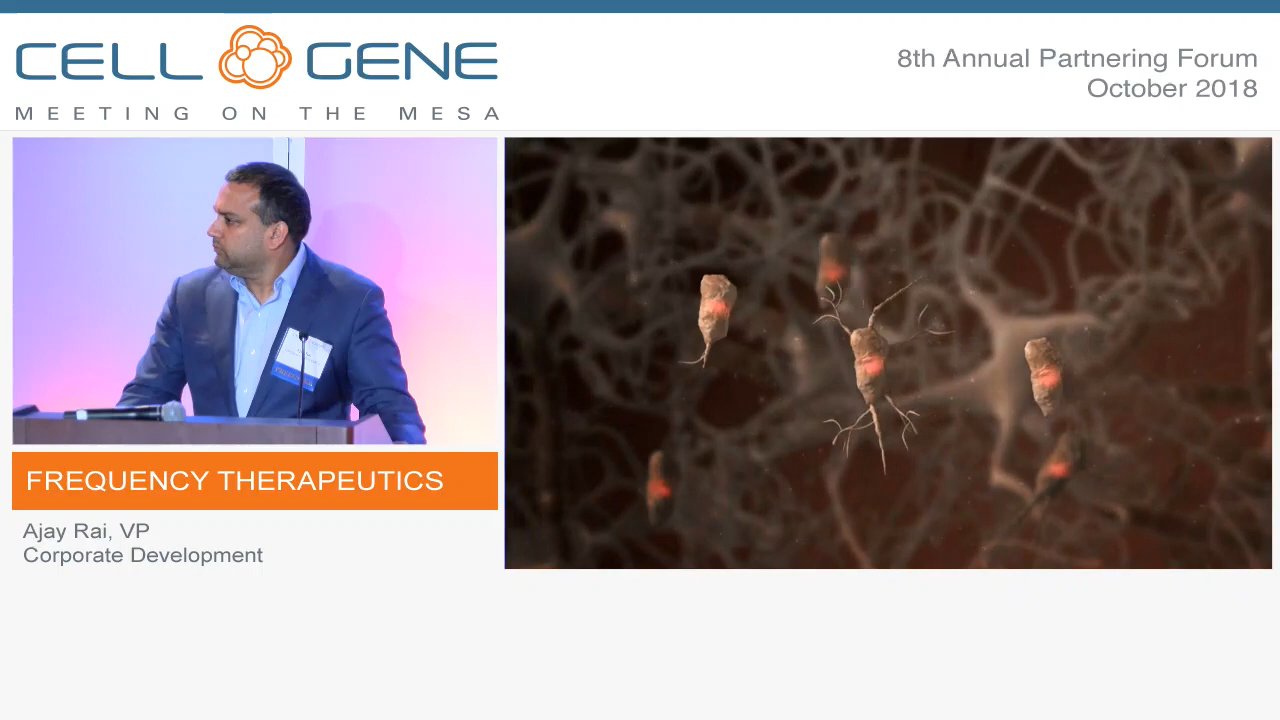 CELL GENE
MEETING ON THE MESA
8th Annual Partnering Forum
October 2018
FREQUENCY THERAPEUTICS
Ajay Rai, VP
Corporate Development